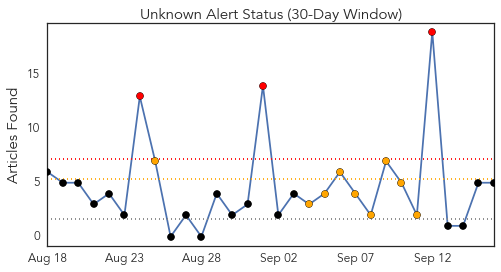 Unknown Alert Status (30-Day Window)
Articles Found
15
10
5
0
Aug 18 Aug 23 Aug 28 Sep 02 Sep 07 Sep 12